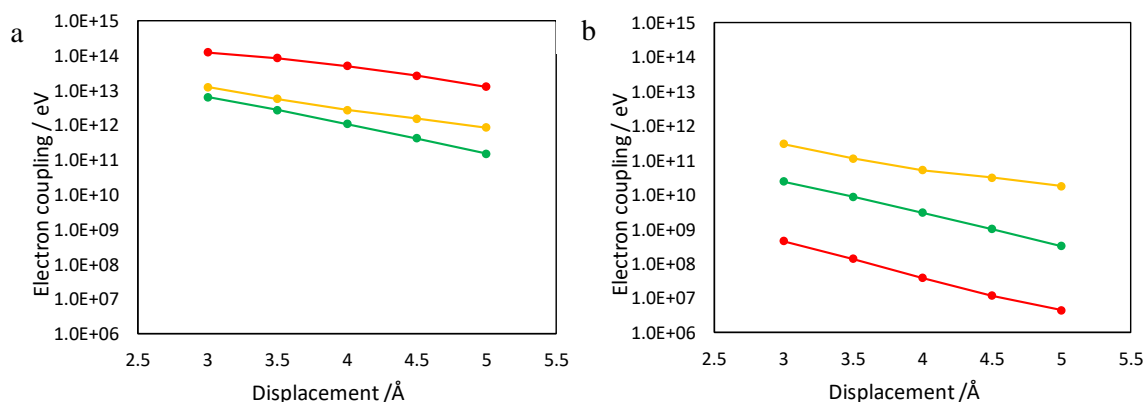 a
Electron coupling / eV
1.0E+15
1.0E+14
1.0E+13
1.0E+12
1.0E+11
1.0E+10
1.0E+09
1.0E+08
1.0E+07
1.0E+06
2.5 3 3.5 4 4.5 5 5.5
Displacement /Å
b
Electron coupling / eV
1.0E+15
1.0E+14
1.0E+13
1.0E+12
1.0E+11
1.0E+10
1.0E+09
1.0E+08
1.0E+07
1.0E+06
2.5 3 3.5 4 4.5 5 5.5
Displacement /Å